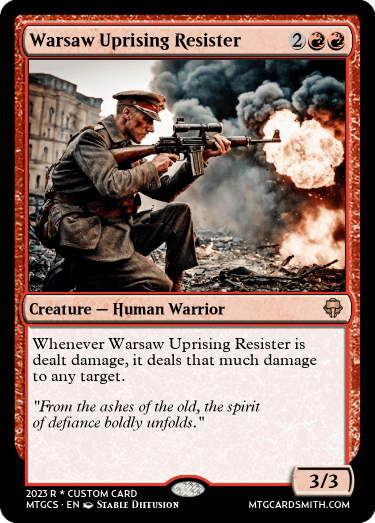 Warsaw Uprising Resister 2
Creature — Human Warrior
Whenever Warsaw Uprising Resister is
dealt damage, it deals that much damage
to any target.
"From the ashes of the old, the spirit
of defiance boldly unfolds."
3/3
2023 R * CUSTOM CARD
MTGCS · EN Stable Diffusion MTGCARDSMITH.COM